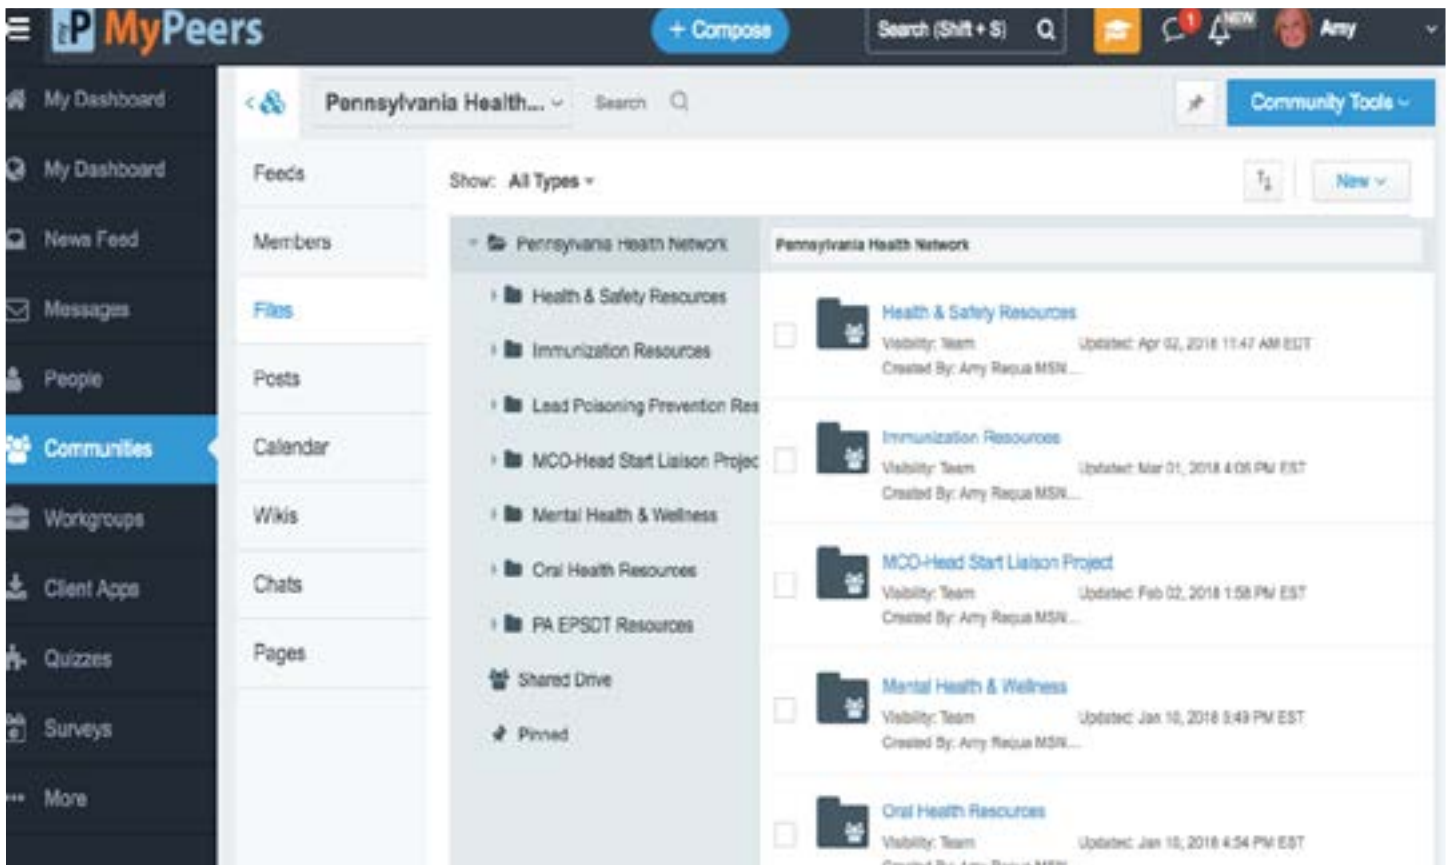 my P MyPeers
+ Compose
Search (Shift + S)
1
NEW
Amy
My Dashboard
My Dashboard
News Feed
Messages
People
Communities
Workgroups
Client Apps
Quizzes
Surveys
More
Pennsylvania Health...
Search
Community Tools
Feeds
Members
Files
Posts
Calendar
Wikis
Chats
Pages
Show: All Types
New
Pennsylvania Health Network
Health & Safety Resources
Immunization Resources
Lead Poisoning Prevention Res
MCO-Head Start Liaison Projec
Mental Health & Wellness
Oral Health Resources
PA EPSDT Resources
Shared Drive
Pinned
Pennsylvania Health Network
Health & Safety Resources
Visibility: Team Updated: Apr 02, 2018 11:47 AM EDT
Created By: Amy Requa MSN...
Immunization Resources
Visibility: Team Updated: Mar 01, 2018 4:06 PM EST
Created By: Amy Requa MSN...
MCO-Head Start Liaison Project
Visibility: Team Updated: Feb 02, 2018 1:58 PM EST
Created By: Amy Requa MSN...
Mental Health & Wellness
Visibility: Team Updated: Jan 10, 2018 PM EST
Created By: Amy Requa MSN...
Oral Health Resources
Visibility: Team Updated: Jan 10, 2018 4:54 PM EST